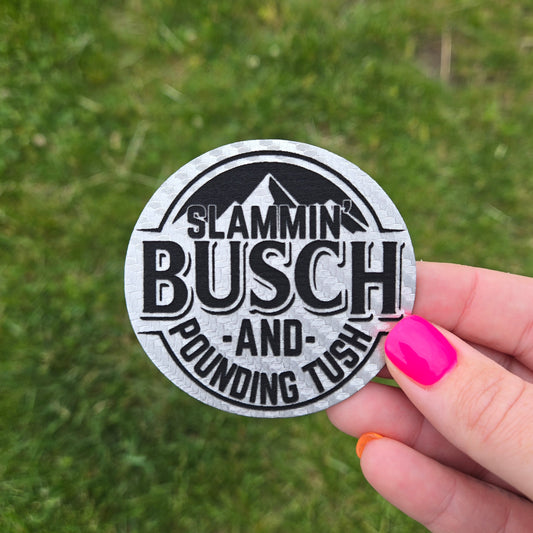 SLAMMIN'
BUSCH
-AND-
POUNDING TUSH